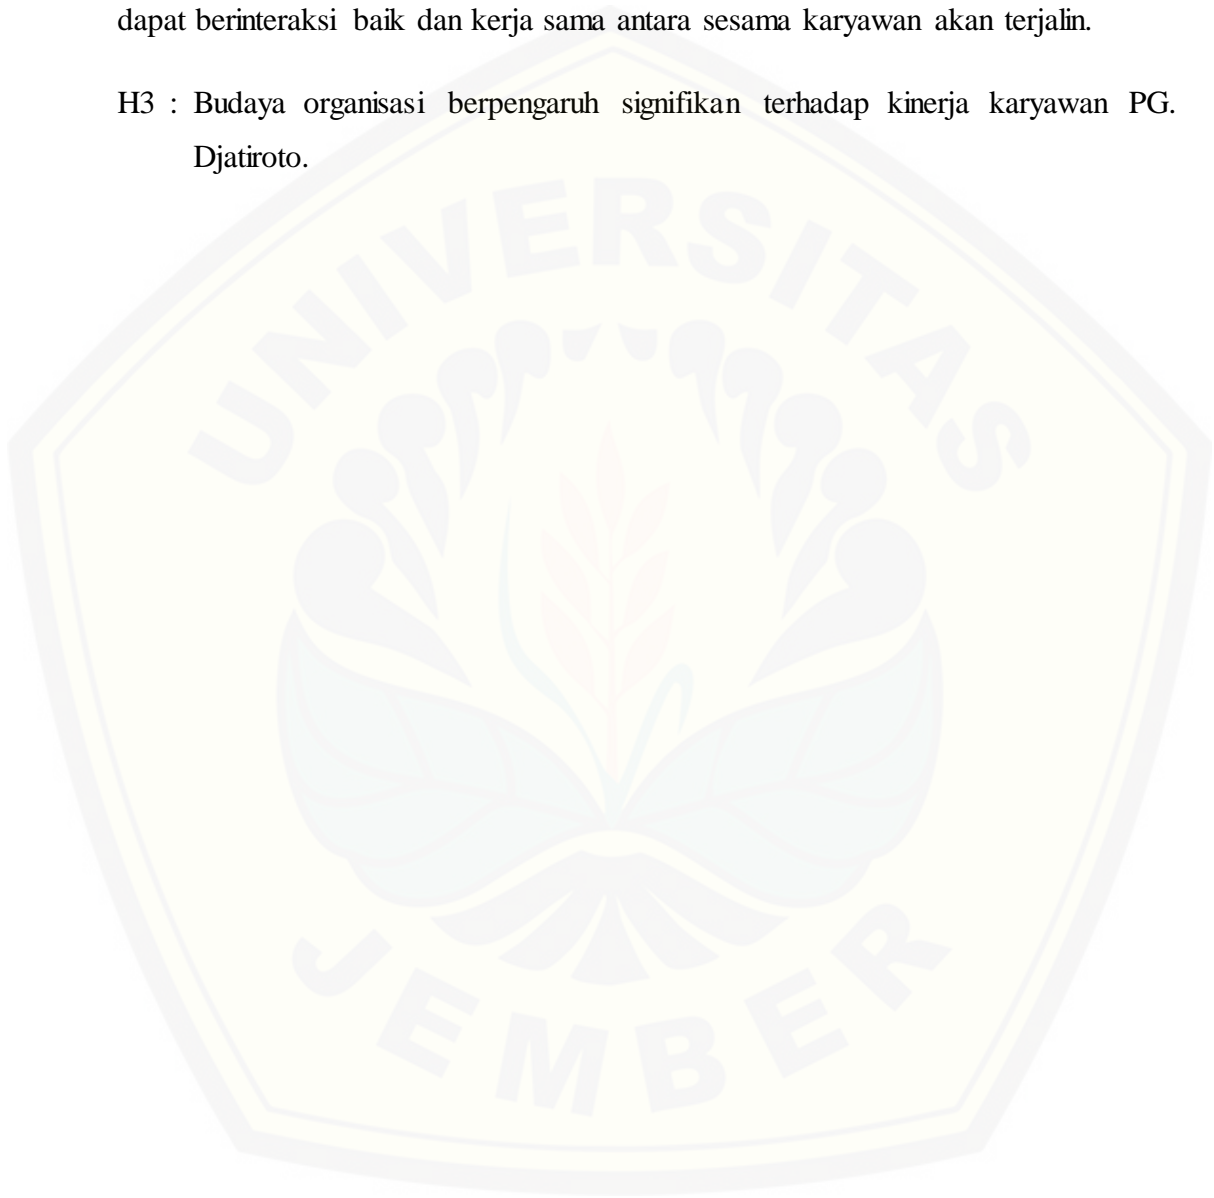 dapat berinteraksi baik dan kerja sama antara sesama karyawan akan terjalin.
H3 : Budaya organisasi berpengaruh signifikan terhadap kinerja karyawan PG.
Djatiroto.
UNIVERSITAS
JEMBER